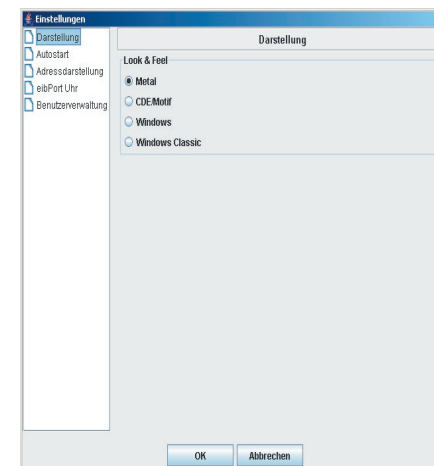 Einstellungen
Darstellung
Autostart
Adressdarstellung
eibPort Uhr
Benutzerverwaltung
Darstellung
Look & Feel
Metal
CDE/Motif
Windows
Windows Classic
OK Abbrechen